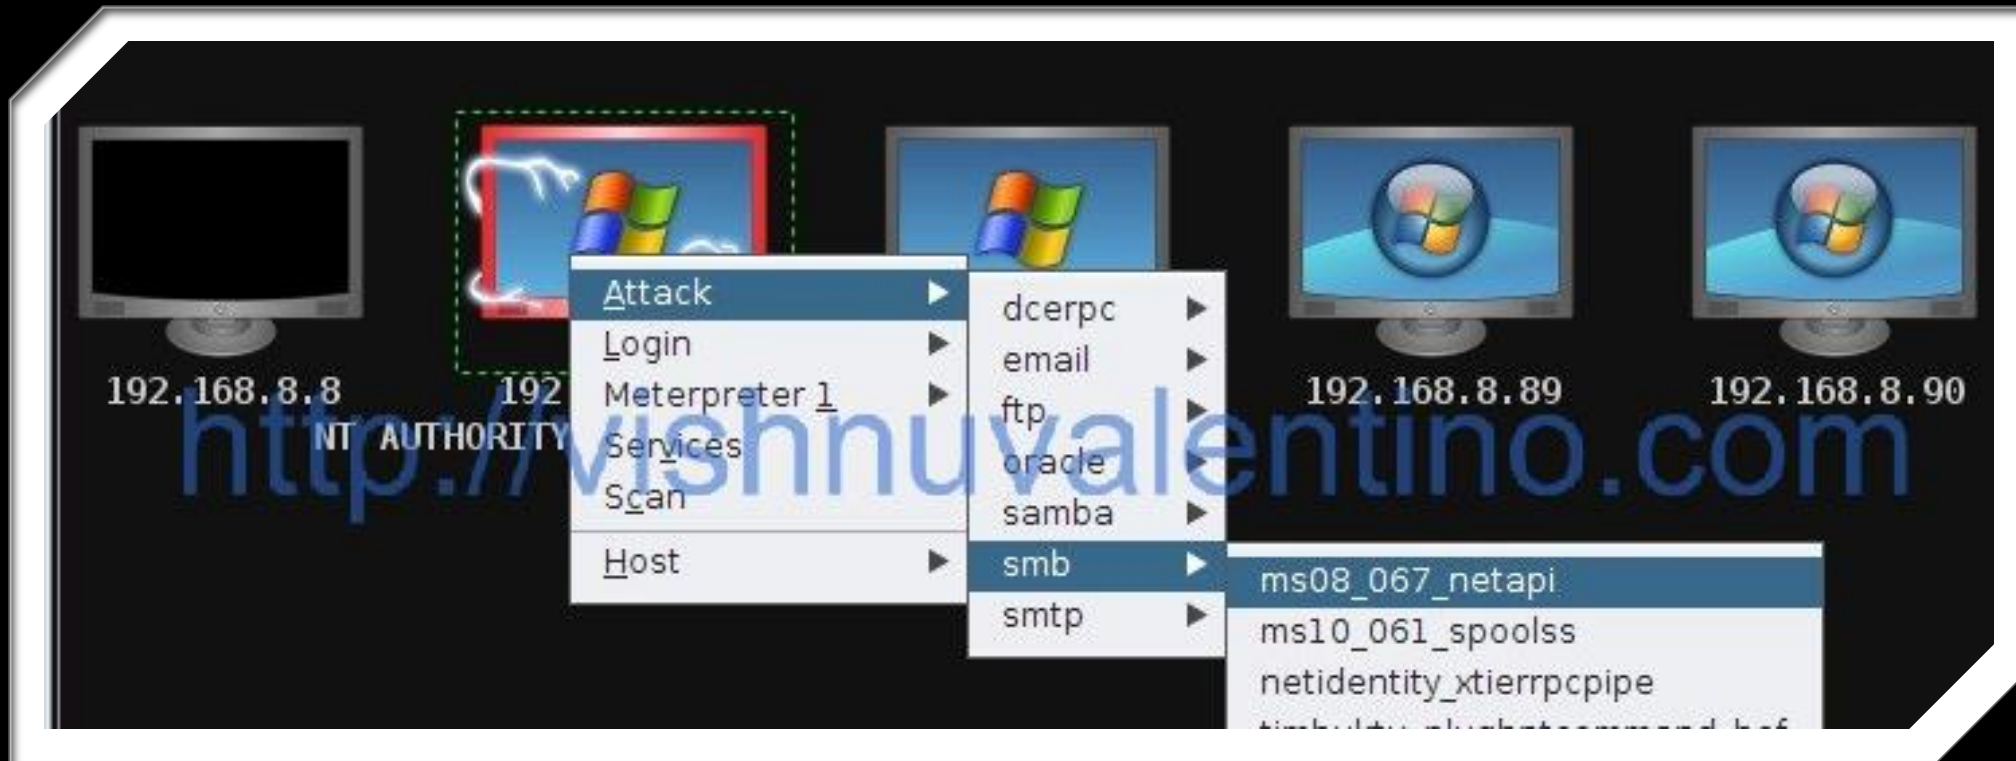 192.168.8.8
192
192.168.8.89
192.168.8.90
NT AUTHORITY
http://vishnuvalentino.com
Attack
Login
Meterpreter 1
Services
Scan
Host
dcerpc
email
ftp
oracle
samba
smb
smtp
ms08_067_netapi
ms10_061_spoolss
netidentity_xtierrpcpipe